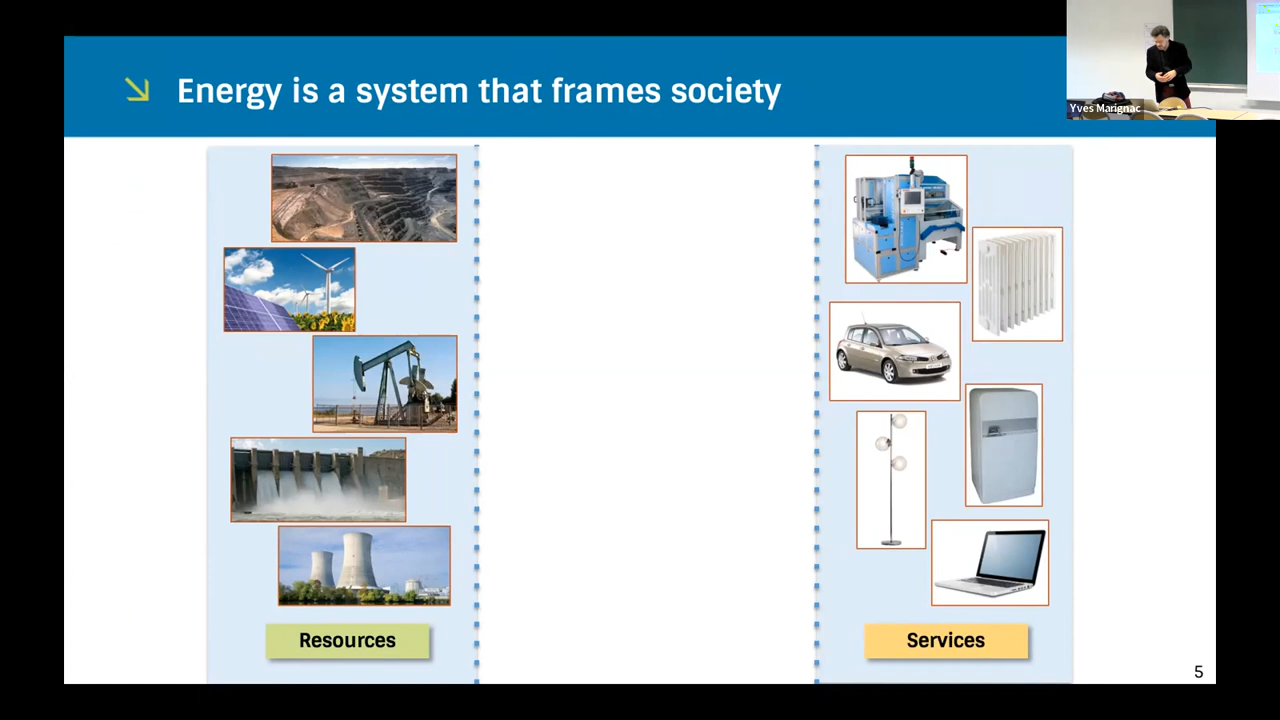 Energy is a system that frames society
Yves Marignac
Resources
Services
5